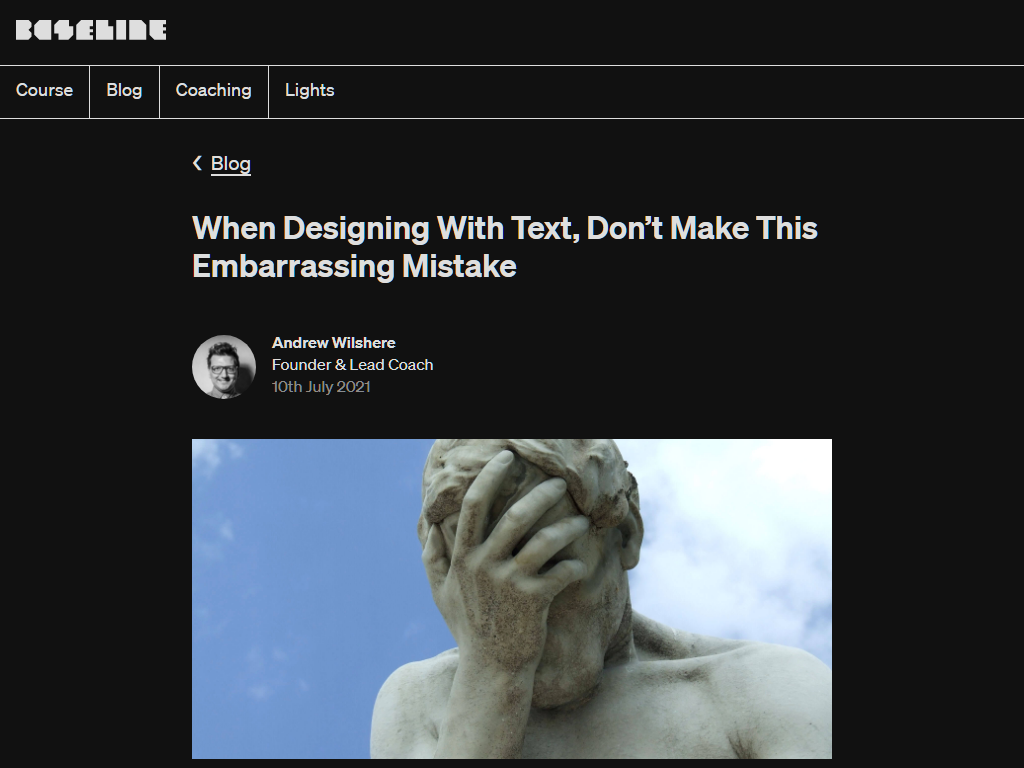 BASELINE
Course
Blog
Coaching
Lights
‹ Blog
When Designing With Text, Don’t Make This
Embarrassing Mistake
Andrew Wilshere
Founder & Lead Coach
10th July 2021